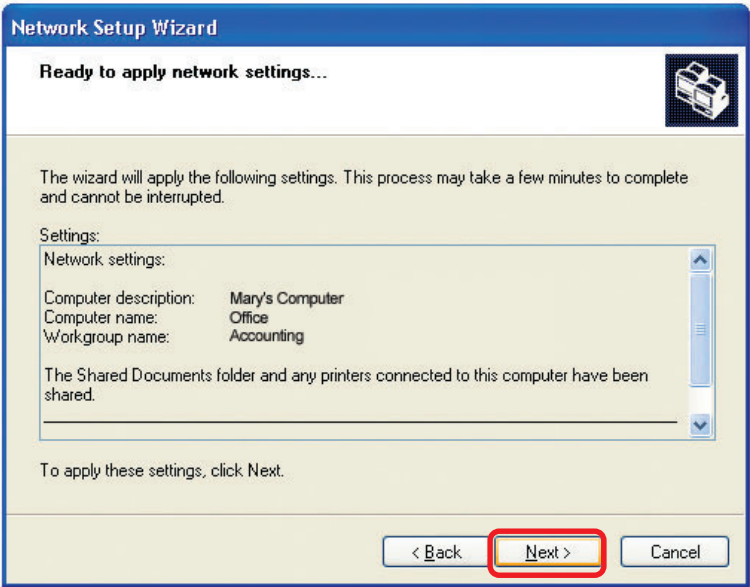 Network Setup Wizard
Ready to apply network settings...
The wizard will apply the following settings. This process may take a few minutes to complete
and cannot be interrupted.
Settings:
Network settings:
Computer description: Mary's Computer
Computer name: Office
Workgroup name: Accounting
The Shared Documents folder and any printers connected to this computer have been
shared.
To apply these settings, click Next.
< Back Next > Cancel